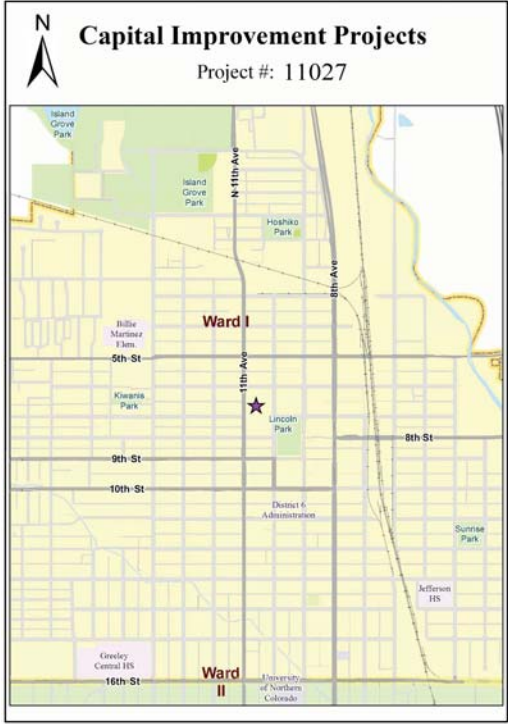 N
Capital Improvement Projects
Project #: 11027
Island
Grove
Park
N 11th Ave
Island
Grove
Park
Hoshiko
Park
8th Ave
Ward I
Billie
Martinez
Elem.
5th St
11th Ave
Kiwanis
Park
Lincoln
Park
8th St
9th St
10th St
District 6
Administration
Sunrise
Park
Jefferson
HS
Greeley
Central HS
Ward
II
16th St
University
of Northern
Colorado